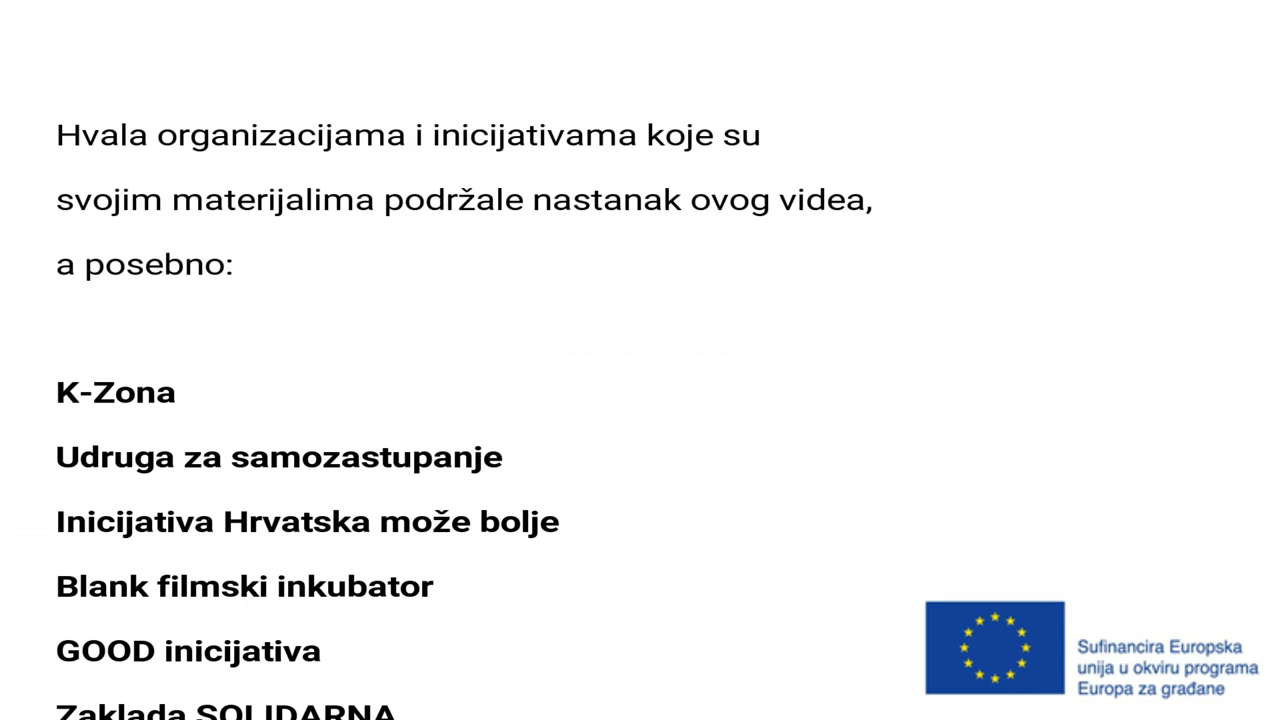 Hvala organizacijama i inicijativama koje su
svojim materijalima podržale nastanak ovog videa,
a posebno:
K-Zona
Udruga za samozastupanje
Inicijativa Hrvatska može bolje
Blank filmski inkubator
GOOD inicijativa
Zaklada SOLIDARNA
Sufinancira Europska
unija u okviru programa
Europa za građane